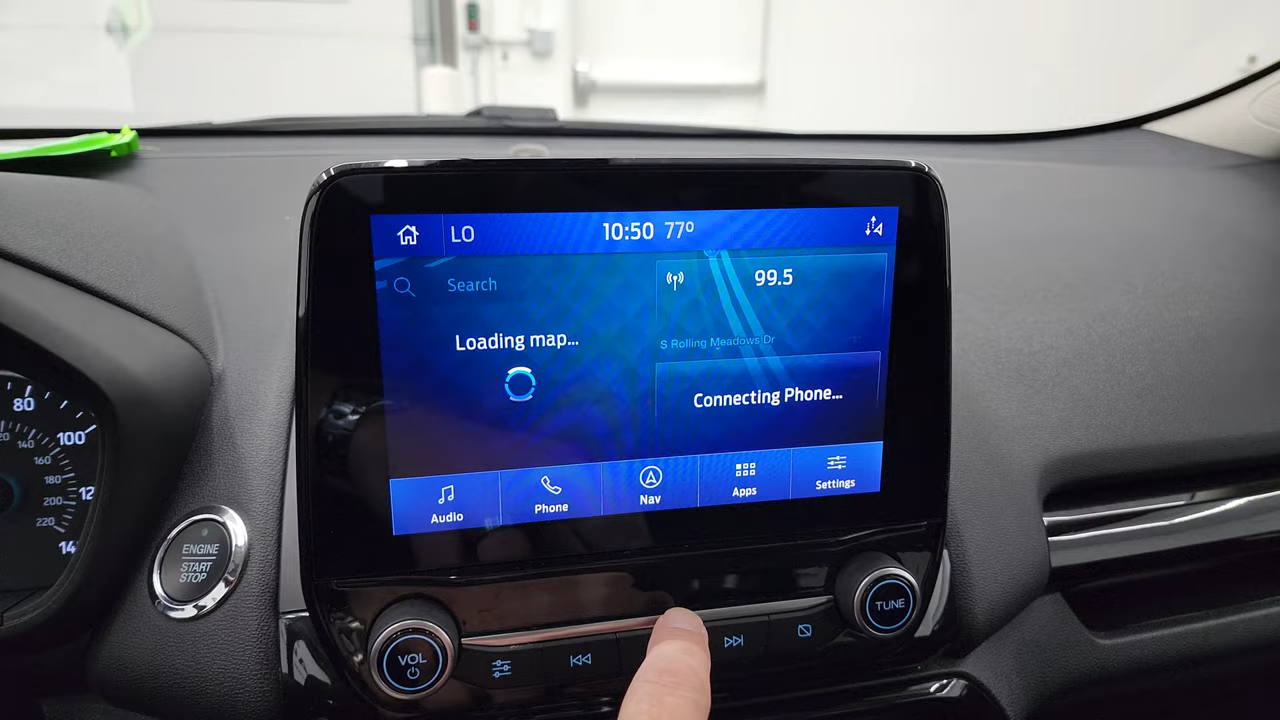 LO
10:50 77º
Search
99.5
Loading map...
S Rolling Meadows Dr
Connecting Phone...
Audio
Phone
Nav
Apps
Settings
80
100
140
160
180
200
220
12
14
ENGINE
START
STOP
VOL
TUNE